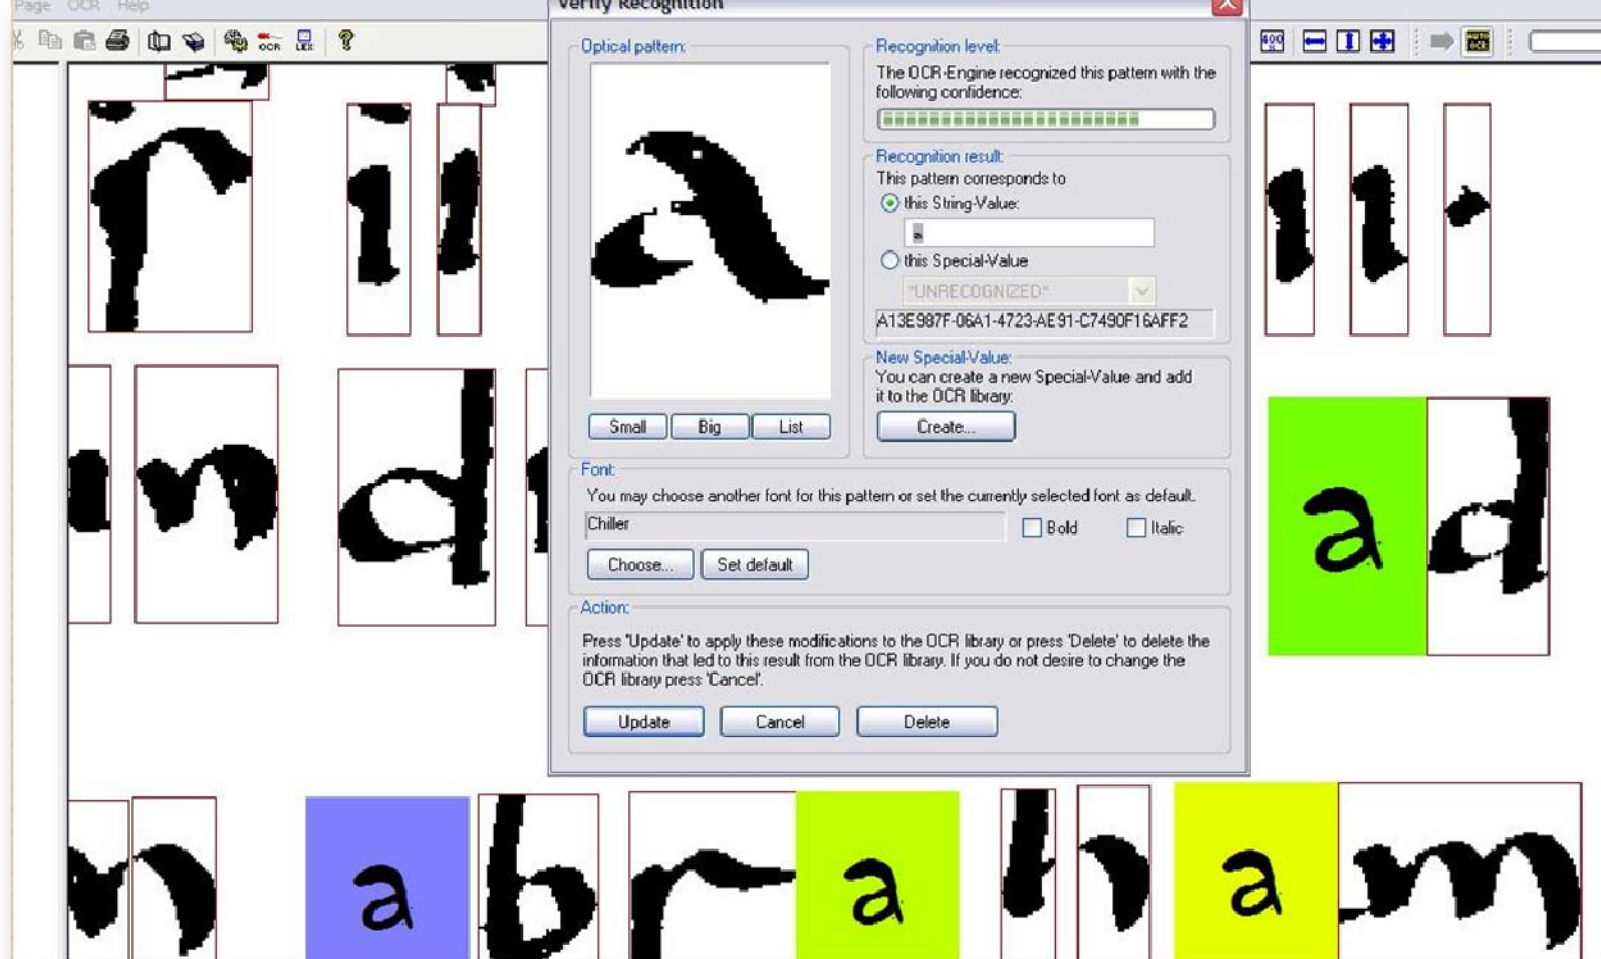 Page OCR Help
Verify Recognition
OCR LEX ? 400
Optical pattern:
Small Big List
Recognition level:
The OCR-Engine recognized this pattern with the
following confidence:
Recognition result:
This pattern corresponds to
this String-Value:
a
this Special-Value
"UNRECOGNIZED"
A13E987F-06A1-4723-AE91-C7490F16AFF2
New Special-Value:
You can create a new Special-Value and add
it to the OCR library:
Create...
Font:
You may choose another font for this pattern or set the currently selected font as default.
Chiller
Bold Italic
Choose... Set default
Action:
Press 'Update' to apply these modifications to the OCR library or press 'Delete' to delete the
information that led to this result from the OCR library. If you do not desire to change the
OCR library press 'Cancel'.
Update Cancel Delete
a d
a b r a h a m